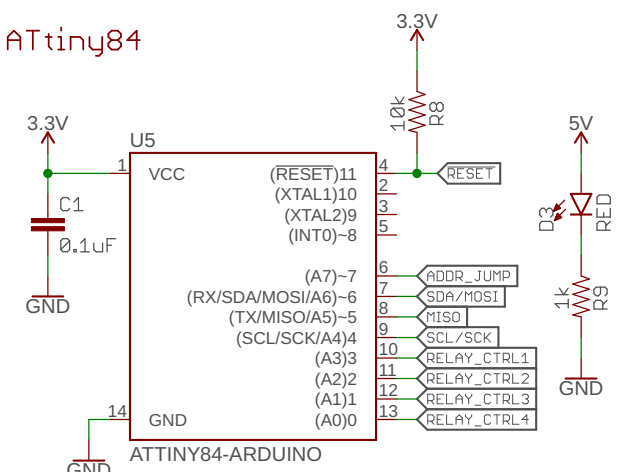 ATtiny84
3.3V
10k
R8
3.3V
C1
0.1uF
GND
U5
1
VCC
(RESET)11
4
RESET
(XTAL1)10
2
(XTAL2)9
3
(INT0)~8
5
(A7)~7
6
ADDR_JUMP
(RX/SDA/MOSI/A6)~6
7
SDA/MOSI
(TX/MISO/A5)~5
8
MISO
(SCL/SCK/A4)4
9
SCL/SCK
(A3)3
10
RELAY_CTRL1
(A2)2
11
RELAY_CTRL2
(A1)1
12
RELAY_CTRL3
14
GND
(A0)0
13
RELAY_CTRL4
GND
ATTINY84-ARDUINO
5V
D3
RED
1k
R9
GND